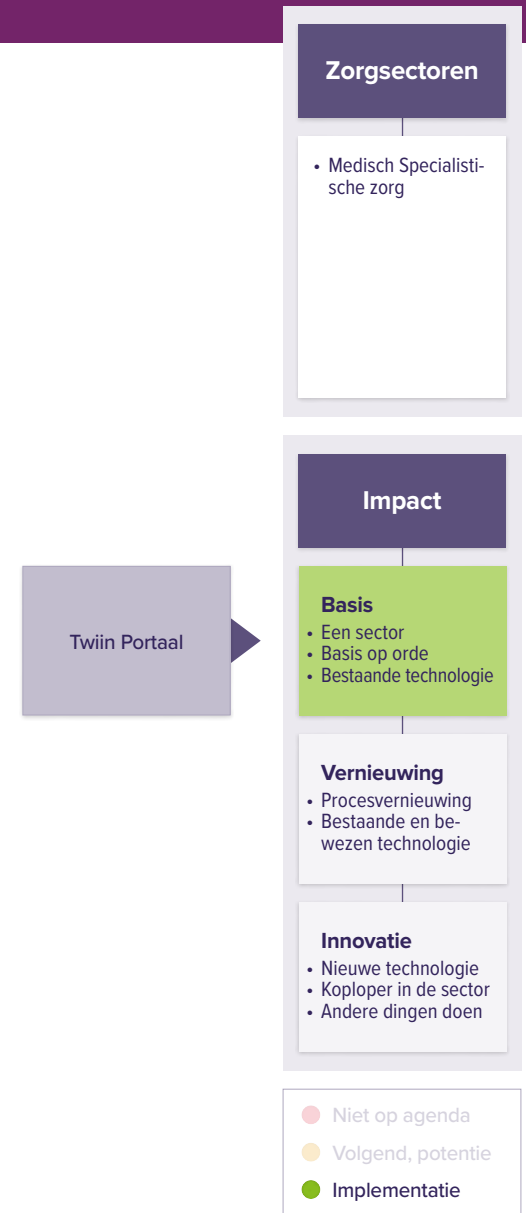 Zorgsectoren
• Medisch Specialisti-
sche zorg
Impact
Twiin Portaal
Basis
• Een sector
• Basis op orde
• Bestaande technologie
Vernieuwing
• Procesvernieuwing
• Bestaande en be-
wezen technologie
Innovatie
• Nieuwe technologie
• Koploper in de sector
• Andere dingen doen
Niet op agenda
Volgend, potentie
Implementatie